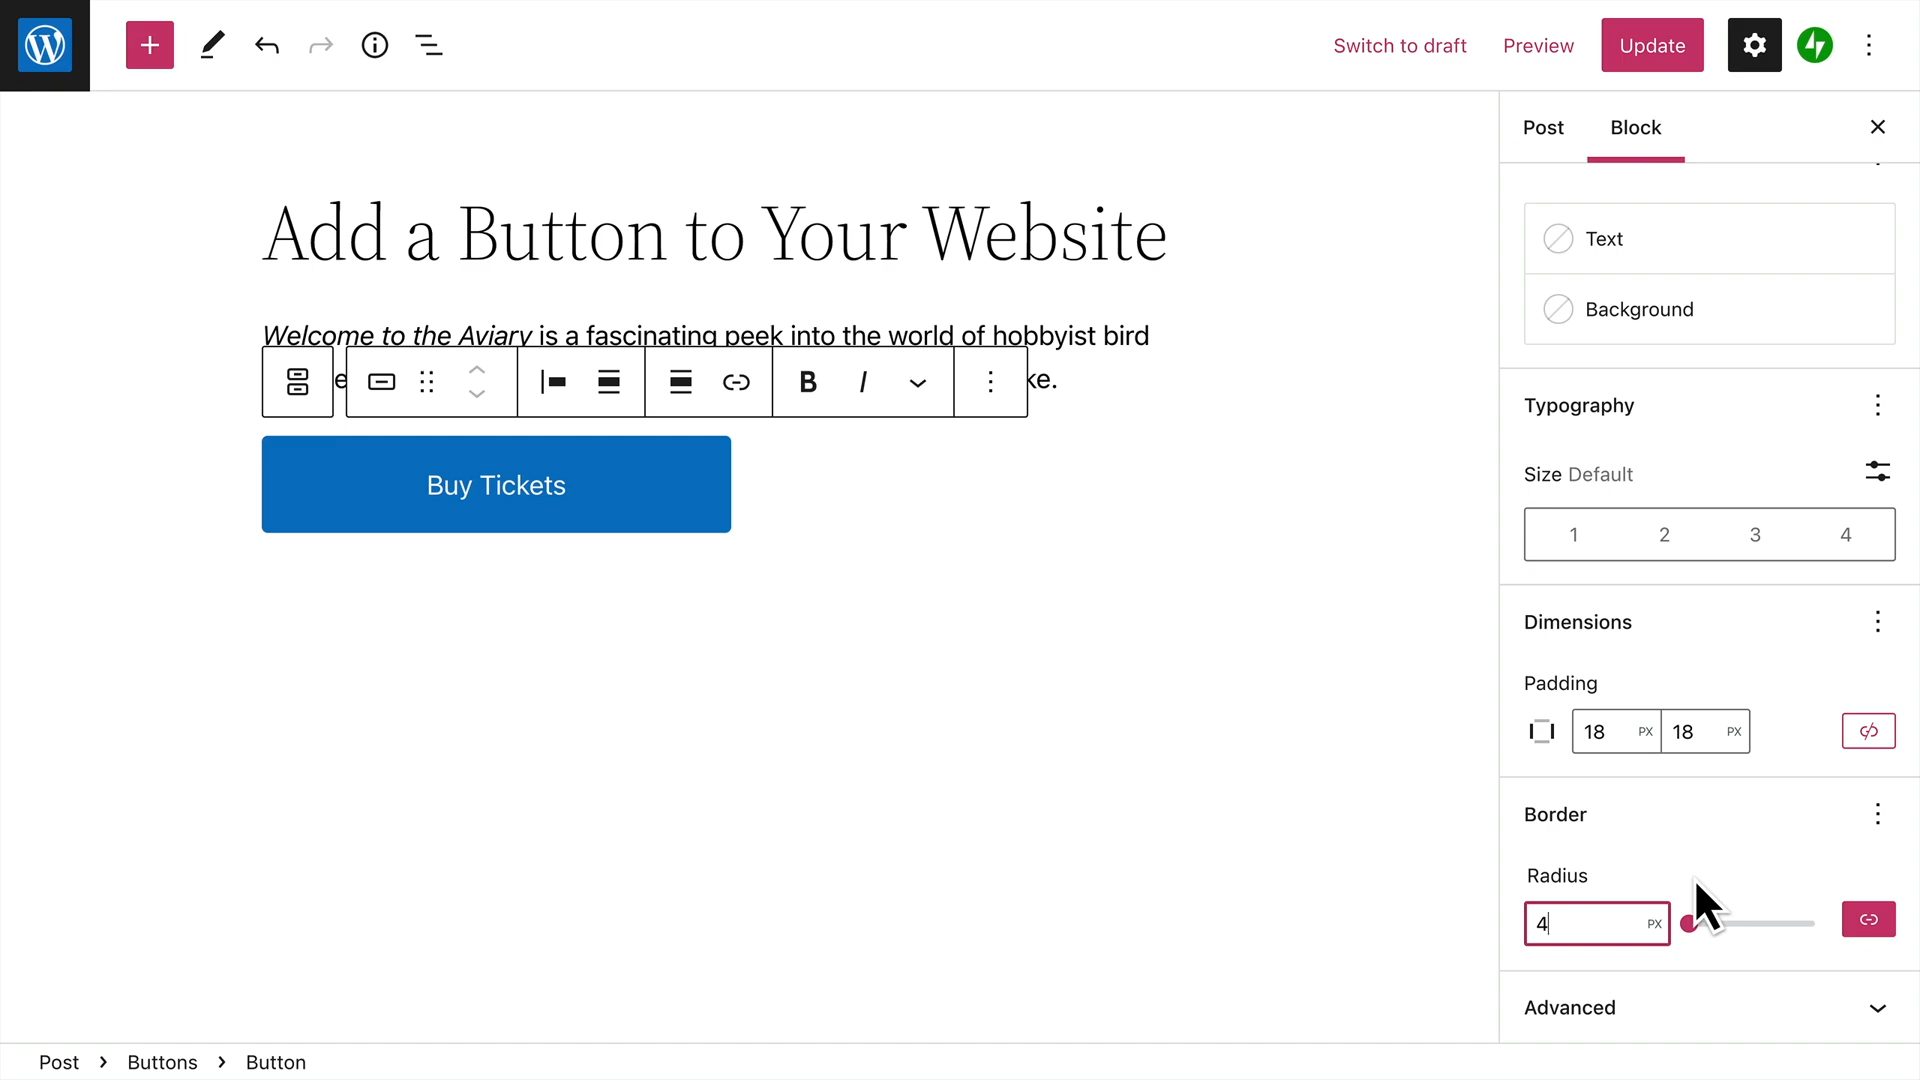 Switch to draft Preview Update
Post Block
Add a Button to Your Website
Welcome to the Aviary is a fascinating peek into the world of hobbyist bird
B I
Buy Tickets
Text
Background
Typography
Size Default
1 2 3 4
Dimensions
Padding
18 PX 18 PX
Border
Radius
4 PX
Advanced
Post > Buttons > Button